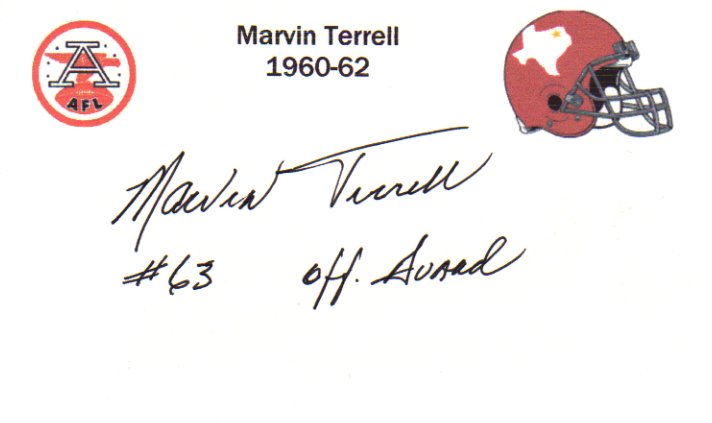 Marvin Terrell
1960-62
A
AFL
Marvin Terrell
#63 Off. Guard